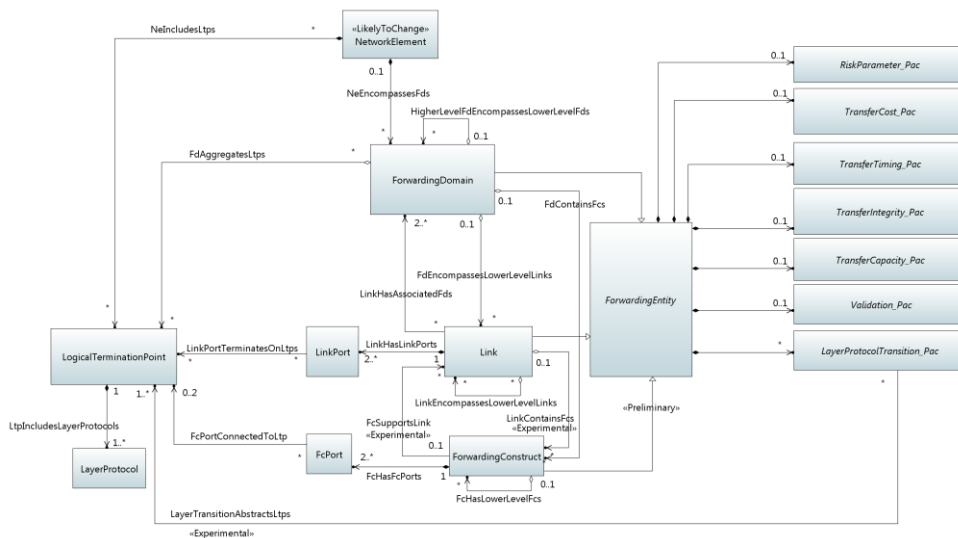 NeIncludesLtps
*
«LikelyToChange»
NetworkElement
0..1
NeEncompassesFds
HigherLevelFdEncompassesLowerLevelFds
*
*
0..1
*
FdAggregatesLtps
ForwardingDomain
0..1
FdContainsFcs
2..*
0..1
FdEncompassesLowerLevelLinks
LinkHasAssociatedFds
*
*
*
*
LogicalTerminationPoint
LinkPortTerminatesOnLtps
*
*
LinkPort
LinkHasLinkPorts
2..*
1
Link
0..1
*
*
*
LinkEncompassesLowerLevelLinks
1
1..*
0..2
LtpIncludesLayerProtocols
1..*
LayerProtocol
FcPortConnectedToLtp
*
FcPort
FcSupportsLink
«Experimental»
0..1
LinkContainsFcs
«Experimental»
2..*
FcHasFcPorts
1
ForwardingConstruct
*
*
0..1
FcHasLowerLevelFcs
«Preliminary»
ForwardingEntity
0..1
RiskParameter_Pac
0..1
TransferCost_Pac
0..1
TransferTiming_Pac
0..1
TransferIntegrity_Pac
0..1
TransferCapacity_Pac
0..1
Validation_Pac
*
LayerProtocolTransition_Pac
*
LayerTransitionAbstractsLtps
«Experimental»